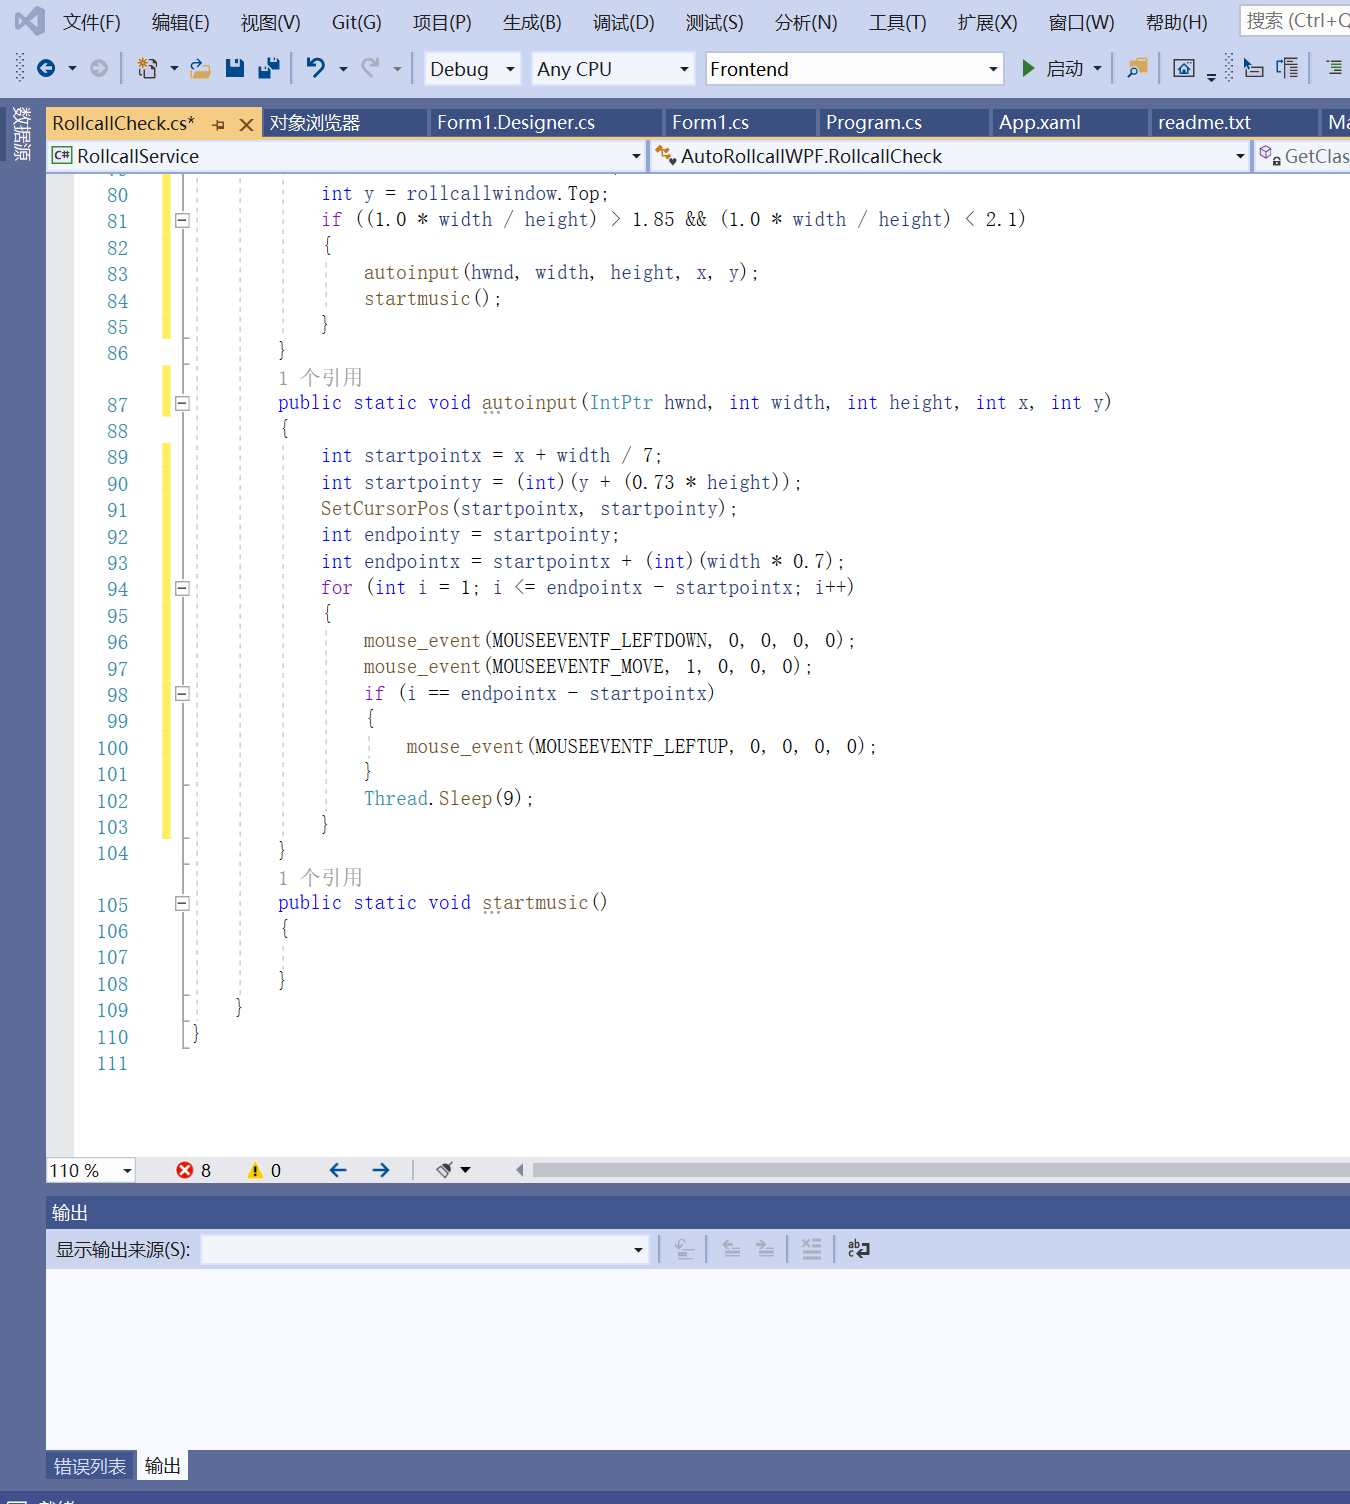 文件(F) 编辑(E) 视图(V) Git(G) 项目(P) 生成(B) 调试(D) 测试(S) 分析(N) 工具(T) 扩展(X) 窗口(W) 帮助(H) 搜索 (Ctrl+Q
Debug Any CPU Frontend 启动
数据源
RollcallCheck.cs* 对象浏览器 Form1.Designer.cs Form1.cs Program.cs App.xaml readme.txt Ma
C# RollcallService AutoRollcallWPF.RollcallCheck GetClas
80 int y = rollcallwindow.Top;
81 if ((1.0 * width / height) > 1.85 && (1.0 * width / height) < 2.1)
82 {
83 autoinput(hwnd, width, height, x, y);
84 startmusic();
85 }
86 }
1 个引用
87 public static void autoinput(IntPtr hwnd, int width, int height, int x, int y)
88 {
89 int startpointx = x + width / 7;
90 int startpointy = (int)(y + (0.73 * height));
91 SetCursorPos(startpointx, startpointy);
92 int endpointy = startpointy;
93 int endpointx = startpointx + (int)(width * 0.7);
94 for (int i = 1; i <= endpointx - startpointx; i++)
95 {
96 mouse_event(MOUSEEVENTF_LEFTDOWN, 0, 0, 0, 0);
97 mouse_event(MOUSEEVENTF_MOVE, 1, 0, 0, 0);
98 if (i == endpointx - startpointx)
99 {
100 mouse_event(MOUSEEVENTF_LEFTUP, 0, 0, 0, 0);
101 }
102 Thread.Sleep(9);
103 }
104 }
1 个引用
105 public static void startmusic()
106 {
107
108 }
109 }
110 }
111
110 % 8 0
输出
显示输出来源(S):
错误列表 输出